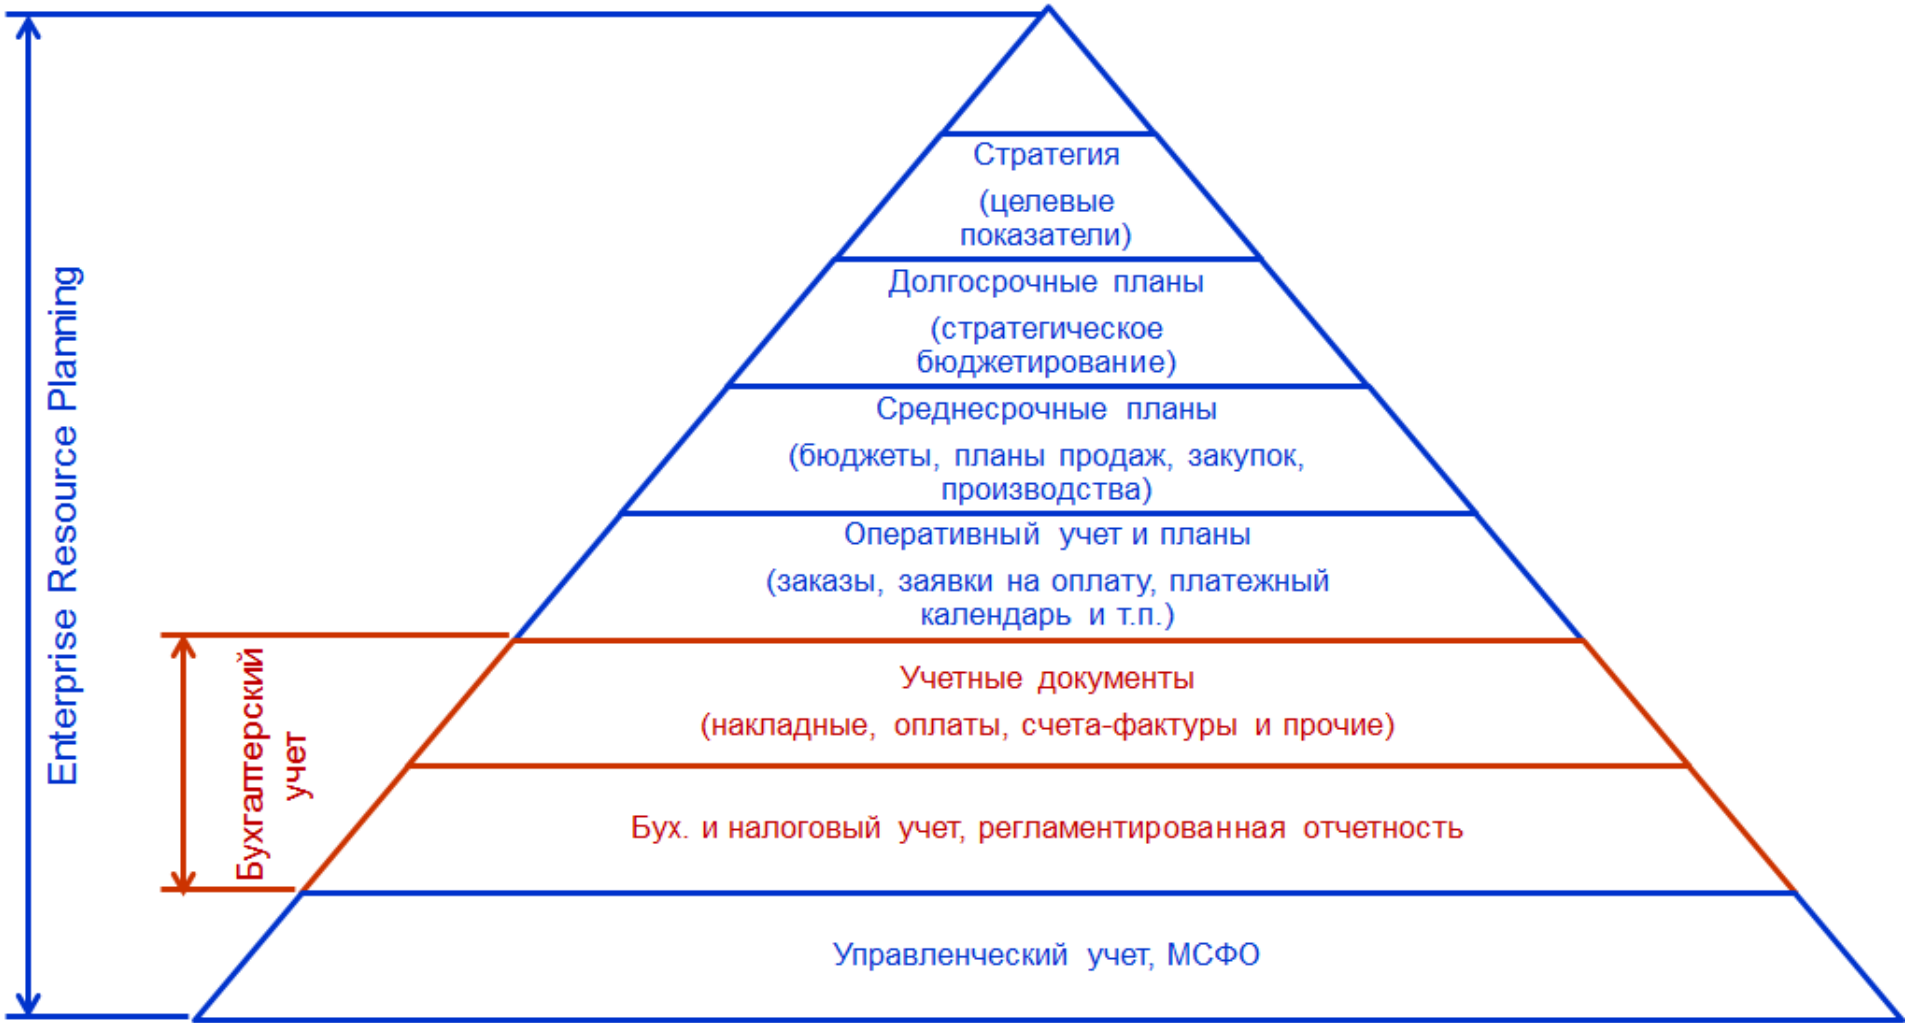 Стратегия
(целевые
показатели)
Долгосрочные планы
(стратегическое
бюджетирование)
Среднесрочные планы
(бюджеты, планы продаж, закупок,
производства)
Оперативный учет и планы
(заказы, заявки на оплату, платежный
календарь и т.п.)
Учетные документы
(накладные, оплаты, счета-фактуры и прочие)
Бух. и налоговый учет, регламентированная отчетность
Управленческий учет, МСФО
Enterprise Resource Planning
Бухгалтерский
учет